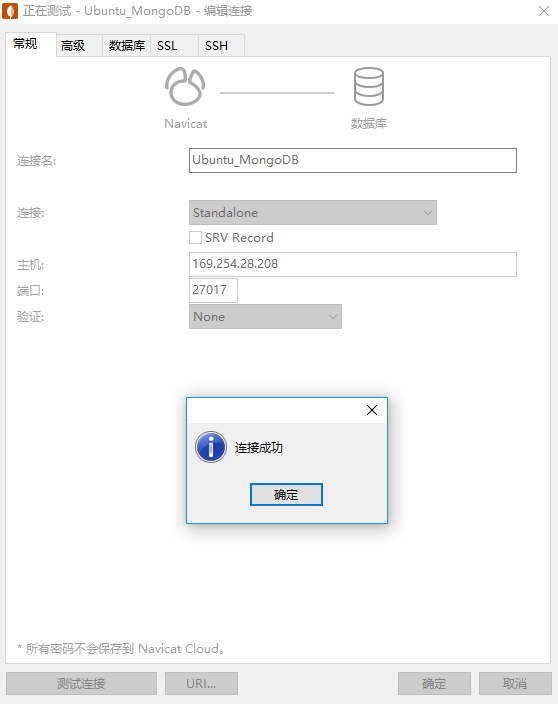 正在测试 - Ubuntu_MongoDB - 编辑连接
常规 高级 数据库 SSL SSH
Navicat 数据库
连接名: Ubuntu_MongoDB
连接: Standalone
SRV Record
主机: 169.254.28.208
端口: 27017
验证: None
连接成功
确定
* 所有密码不会保存到 Navicat Cloud。
测试连接 URI... 确定 取消